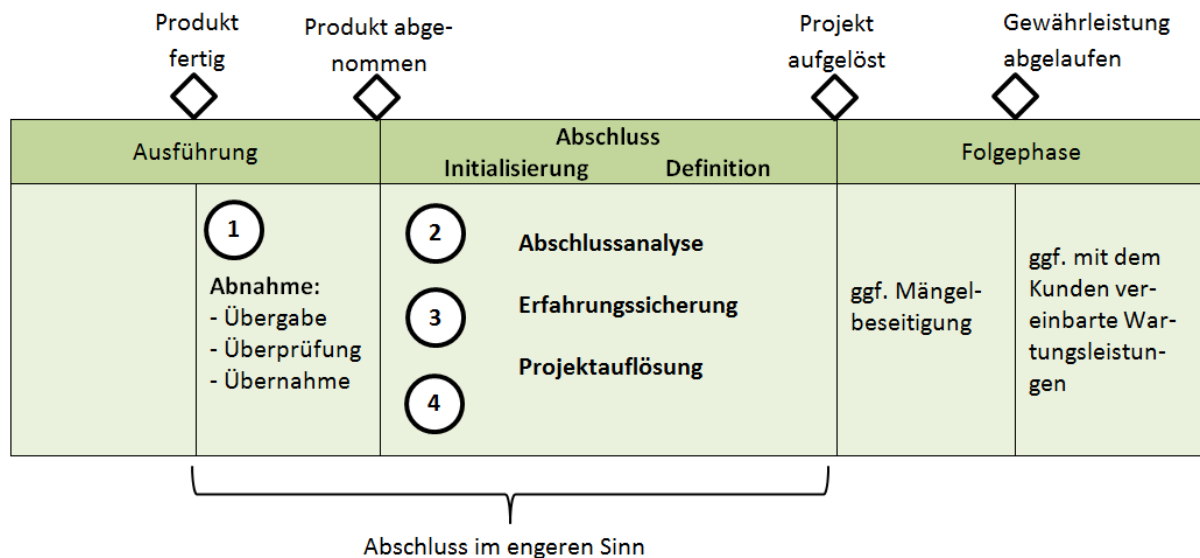 Produkt
fertig
Produkt abge-
nommen
Projekt
aufgelöst
Gewährleistung
abgelaufen
Ausführung
Abschluss
Initialisierung Definition
Folgephase
1
Abnahme:
- Übergabe
- Überprüfung
- Übernahme
2
Abschlussanalyse
3
Erfahrungssicherung
4
Projektauflösung
ggf. Mängel-
beseitigung
ggf. mit dem
Kunden ver-
einbarte War-
tungsleistun-
gen
Abschluss im engeren Sinn